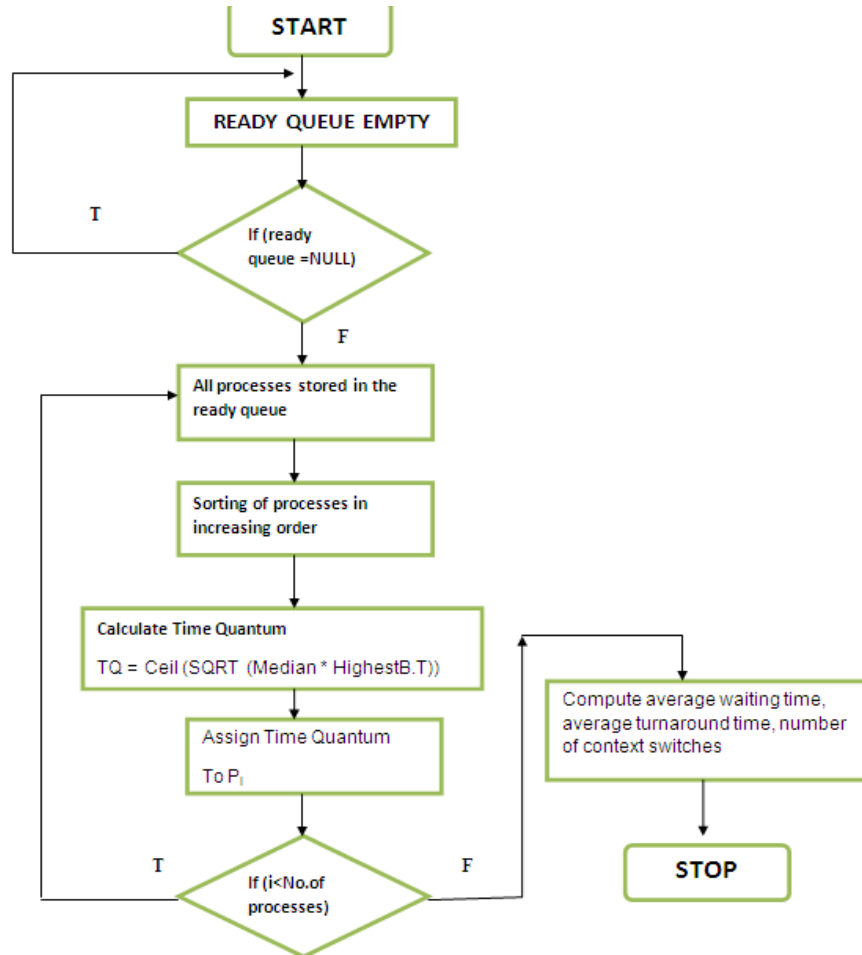 START
READY QUEUE EMPTY
T
If (ready
queue =NULL)
F
All processes stored in the
ready queue
Sorting of processes in
increasing order
Calculate Time Quantum
TQ = Ceil (SQRT (Median * HighestB.T))
Assign Time Quantum
To Pᵢ
T
If (i<No.of
processes)
F
Compute average waiting time,
average turnaround time, number
of context switches
STOP